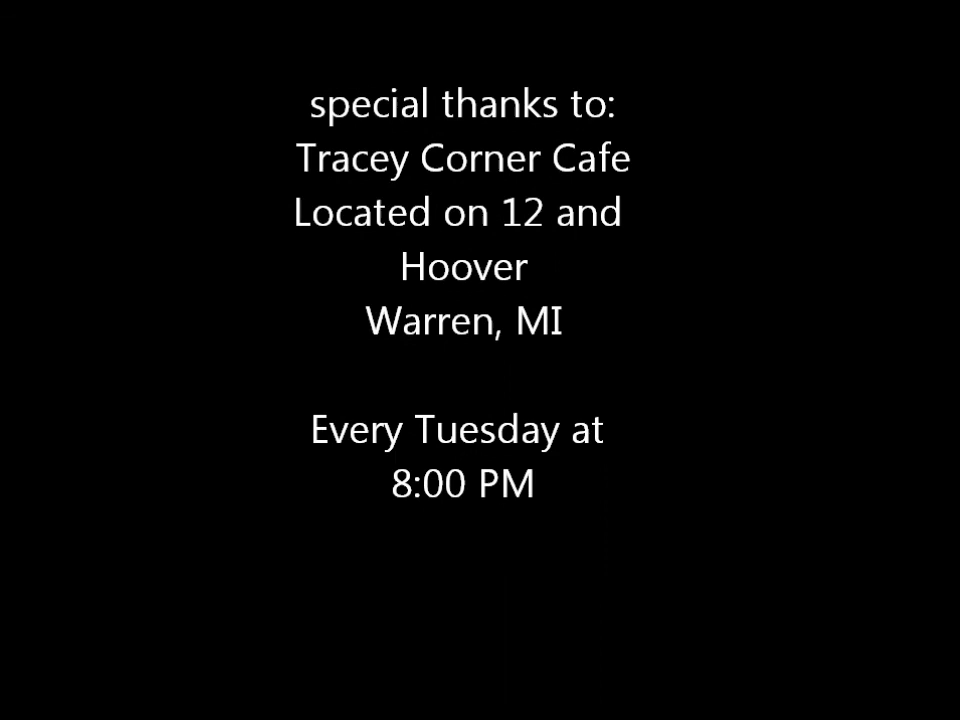 special thanks to:
Tracey Corner Cafe
Located on 12 and
Hoover
Warren, MI
Every Tuesday at
8:00 PM